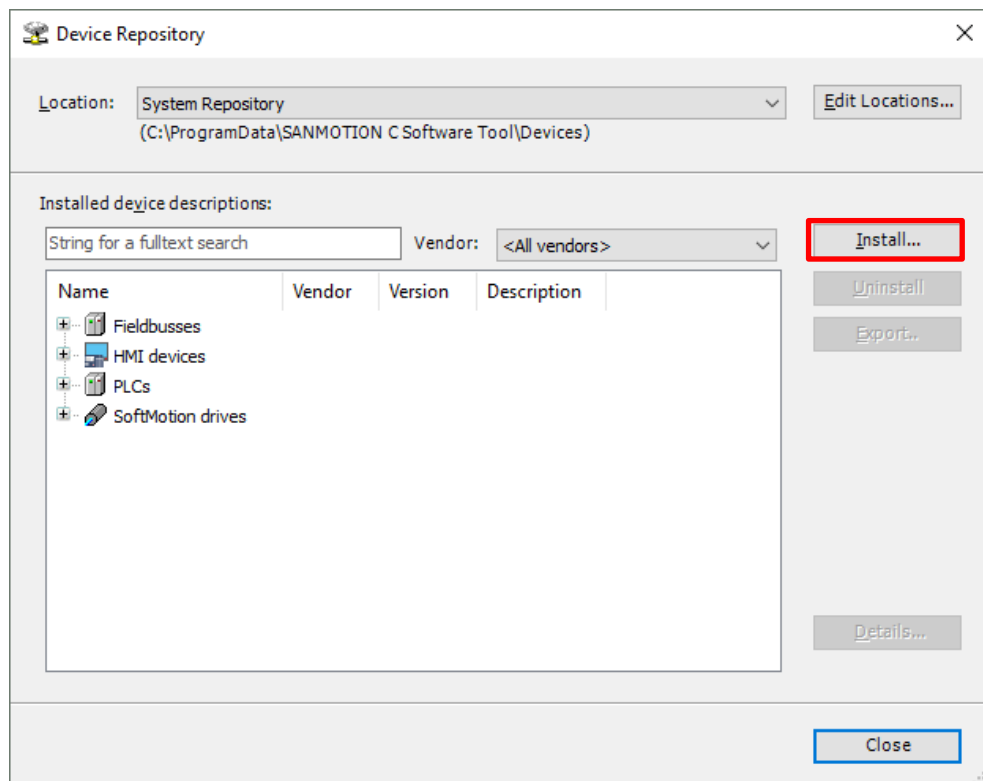 Device Repository
Location: System Repository Edit Locations...
(C:\ProgramData\SANMOTION C Software Tool\Devices)
Installed device descriptions:
String for a fulltext search Vendor: <All vendors> Install...
Name Vendor Version Description Uninstall
Fieldbusses Export..
HMI devices
PLCs
SoftMotion drives
Details...
Close